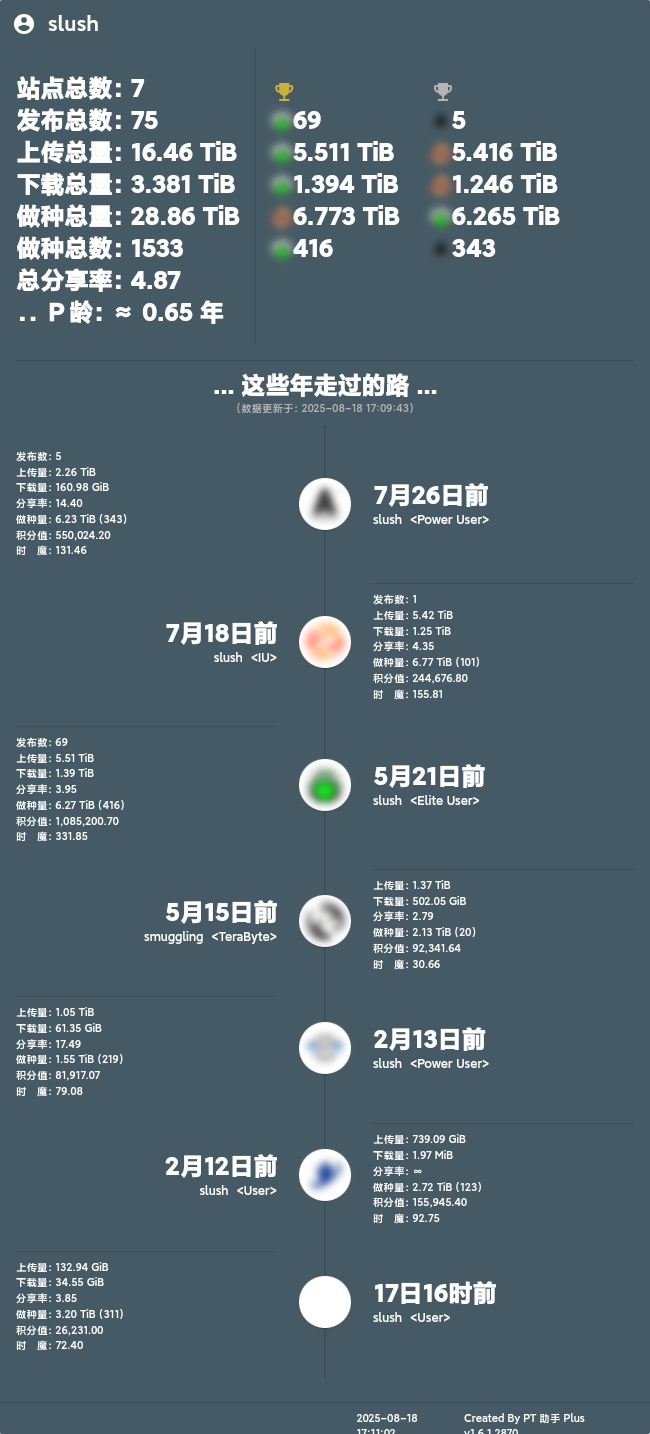 slush
站点总数: 7
发布总数: 75
上传总量: 16.46 TiB
下载总量: 3.381 TiB
做种总量: 28.86 TiB
做种总数: 1533
总分享率: 4.87
.. P 龄: ≈ 0.65 年
69
5.511 TiB
1.394 TiB
6.773 TiB
416
5
5.416 TiB
1.246 TiB
6.265 TiB
343
... 这些年走过的路 ...
(数据更新于: 2025-08-18 17:09:43)
发布数: 5
上传量: 2.26 TiB
下载量: 160.98 GiB
分享率: 14.40
做种量: 6.23 TiB (343)
积分值: 550,024.20
时 魔: 131.46
7月26日前
slush <Power User>
7月18日前
slush <IU>
发布数: 1
上传量: 5.42 TiB
下载量: 1.25 TiB
分享率: 4.35
做种量: 6.77 TiB (101)
积分值: 244,676.80
时 魔: 155.81
发布数: 69
上传量: 5.51 TiB
下载量: 1.39 TiB
分享率: 3.95
做种量: 6.27 TiB (416)
积分值: 1,085,200.70
时 魔: 331.85
5月21日前
slush <Elite User>
5月15日前
smuggling <TeraByte>
上传量: 1.37 TiB
下载量: 502.05 GiB
分享率: 2.79
做种量: 2.13 TiB (20)
积分值: 92,341.64
时 魔: 30.66
上传量: 1.05 TiB
下载量: 61.35 GiB
分享率: 17.49
做种量: 1.55 TiB (219)
积分值: 81,917.07
时 魔: 79.08
2月13日前
slush <Power User>
2月12日前
slush <User>
上传量: 739.09 GiB
下载量: 1.97 MiB
分享率: ∞
做种量: 2.72 TiB (123)
积分值: 155,945.40
时 魔: 92.75
上传量: 132.94 GiB
下载量: 34.55 GiB
分享率: 3.85
做种量: 3.20 TiB (311)
积分值: 26,231.00
时 魔: 72.40
17日16时前
slush <User>
2025-08-18
17:11:02
Created By PT 助手 Plus
v1.6.1.2870